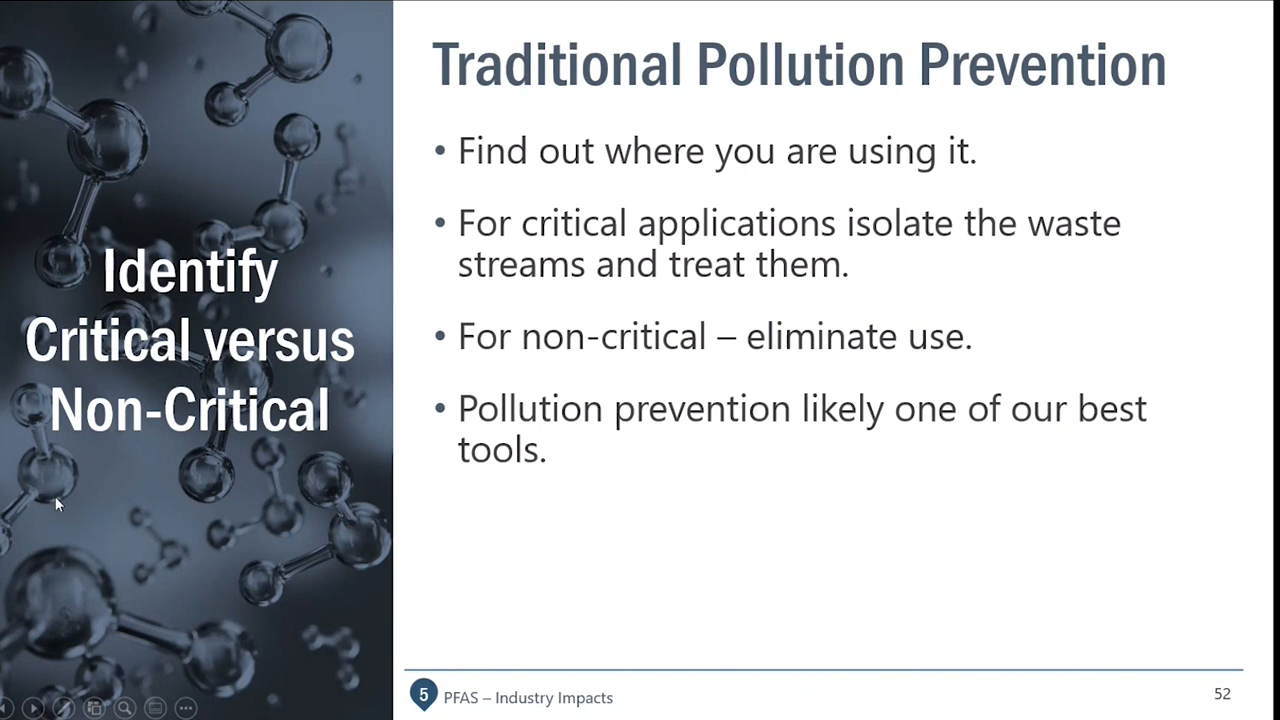 Identify
Critical versus
Non-Critical
Traditional Pollution Prevention
• Find out where you are using it.
• For critical applications isolate the waste
streams and treat them.
• For non-critical – eliminate use.
• Pollution prevention likely one of our best
tools.
5 PFAS – Industry Impacts
52